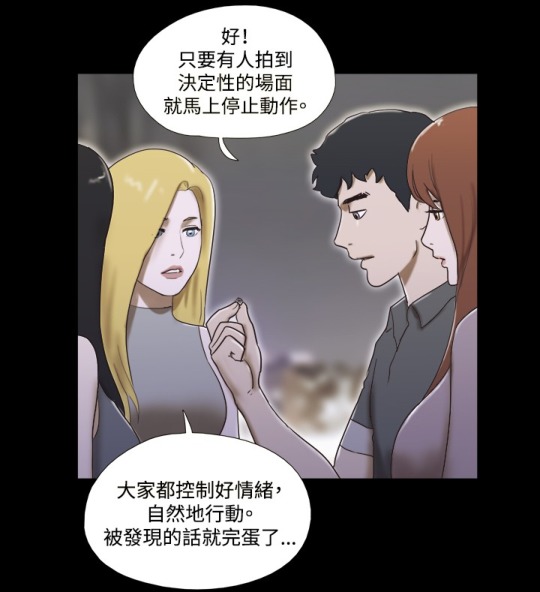 好!
只要有人拍到
決定性的場面
就馬上停止動作。
大家都控制好情緒,
自然地行動。
被發現的話就完蛋了...